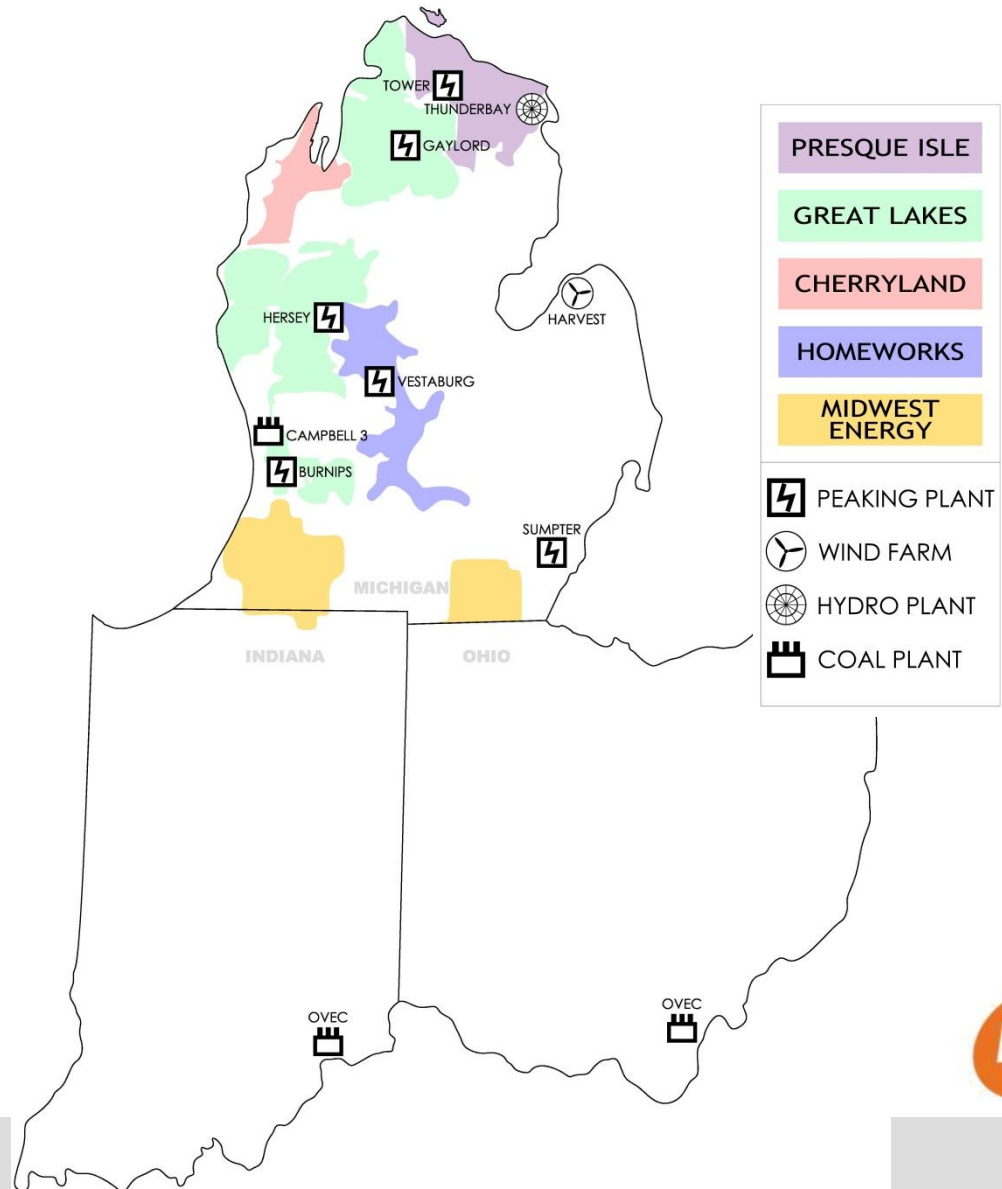 TOWER
THUNDERBAY
GAYLORD
HERSEY
HARVEST
VESTABURG
CAMPBELL 3
BURNIPS
SUMPTER
MICHIGAN
INDIANA
OHIO
OVEC
OVEC
PRESQUE ISLE
GREAT LAKES
CHERRYLAND
HOMEWORKS
MIDWEST
ENERGY
PEAKING PLANT
WIND FARM
HYDRO PLANT
COAL PLANT